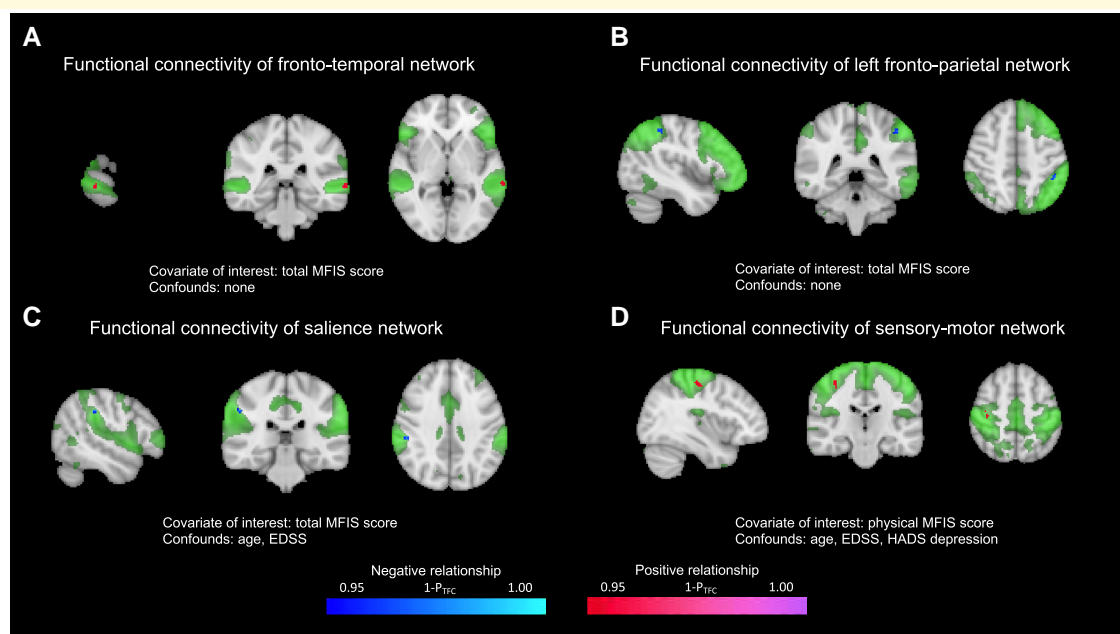 A
Functional connectivity of fronto-temporal network
Covariate of interest: total MFIS score
Confounds: none
B
Functional connectivity of left fronto-parietal network
Covariate of interest: total MFIS score
Confounds: none
C
Functional connectivity of salience network
Covariate of interest: total MFIS score
Confounds: age, EDSS
D
Functional connectivity of sensory-motor network
Covariate of interest: physical MFIS score
Confounds: age, EDSS, HADS depression
Negative relationship
0.95 1-PTFC 1.00
Positive relationship
0.95 1-PTFC 1.00